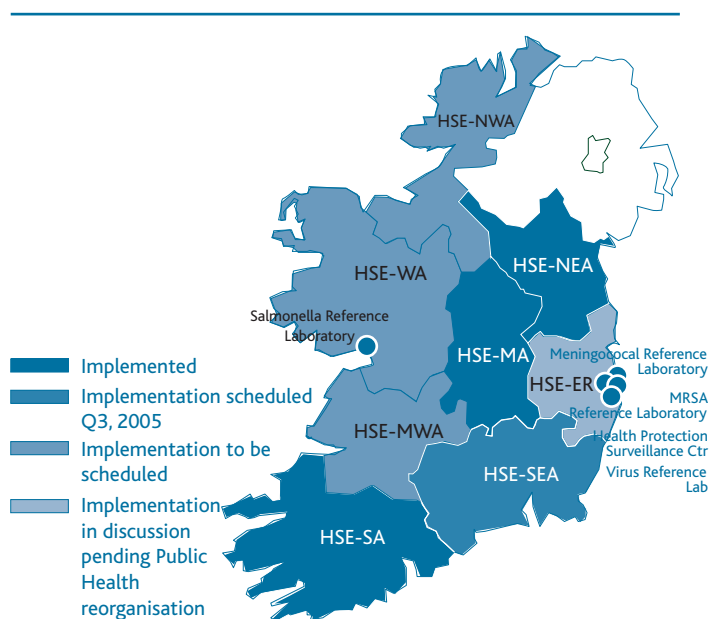 HSE-NWA
HSE-NEA
HSE-WA
Salmonella Reference
Laboratory
HSE-MA
Meningococal Reference
Laboratory
HSE-ER
MRSA
Reference Laboratory
Health Protection
Surveillance Ctr
Virus Reference
Lab
HSE-MWA
HSE-SEA
HSE-SA
Implemented
Implementation scheduled
Q3, 2005
Implementation to be
scheduled
Implementation
in discussion
pending Public
Health
reorganisation